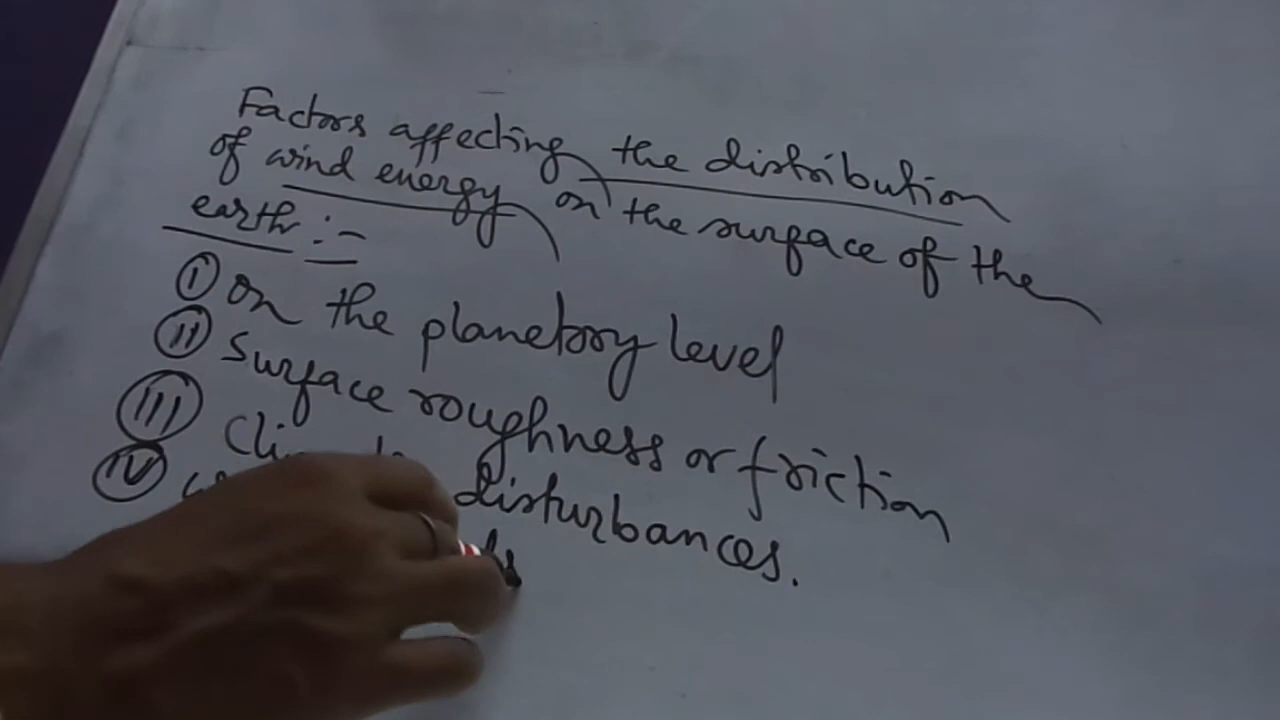 Factors affecting the distribution
of wind energy on the surface of the
earth :-
(I) on the planetory level
(II) Surface roughness or friction
(III) disturbances.
(IV)